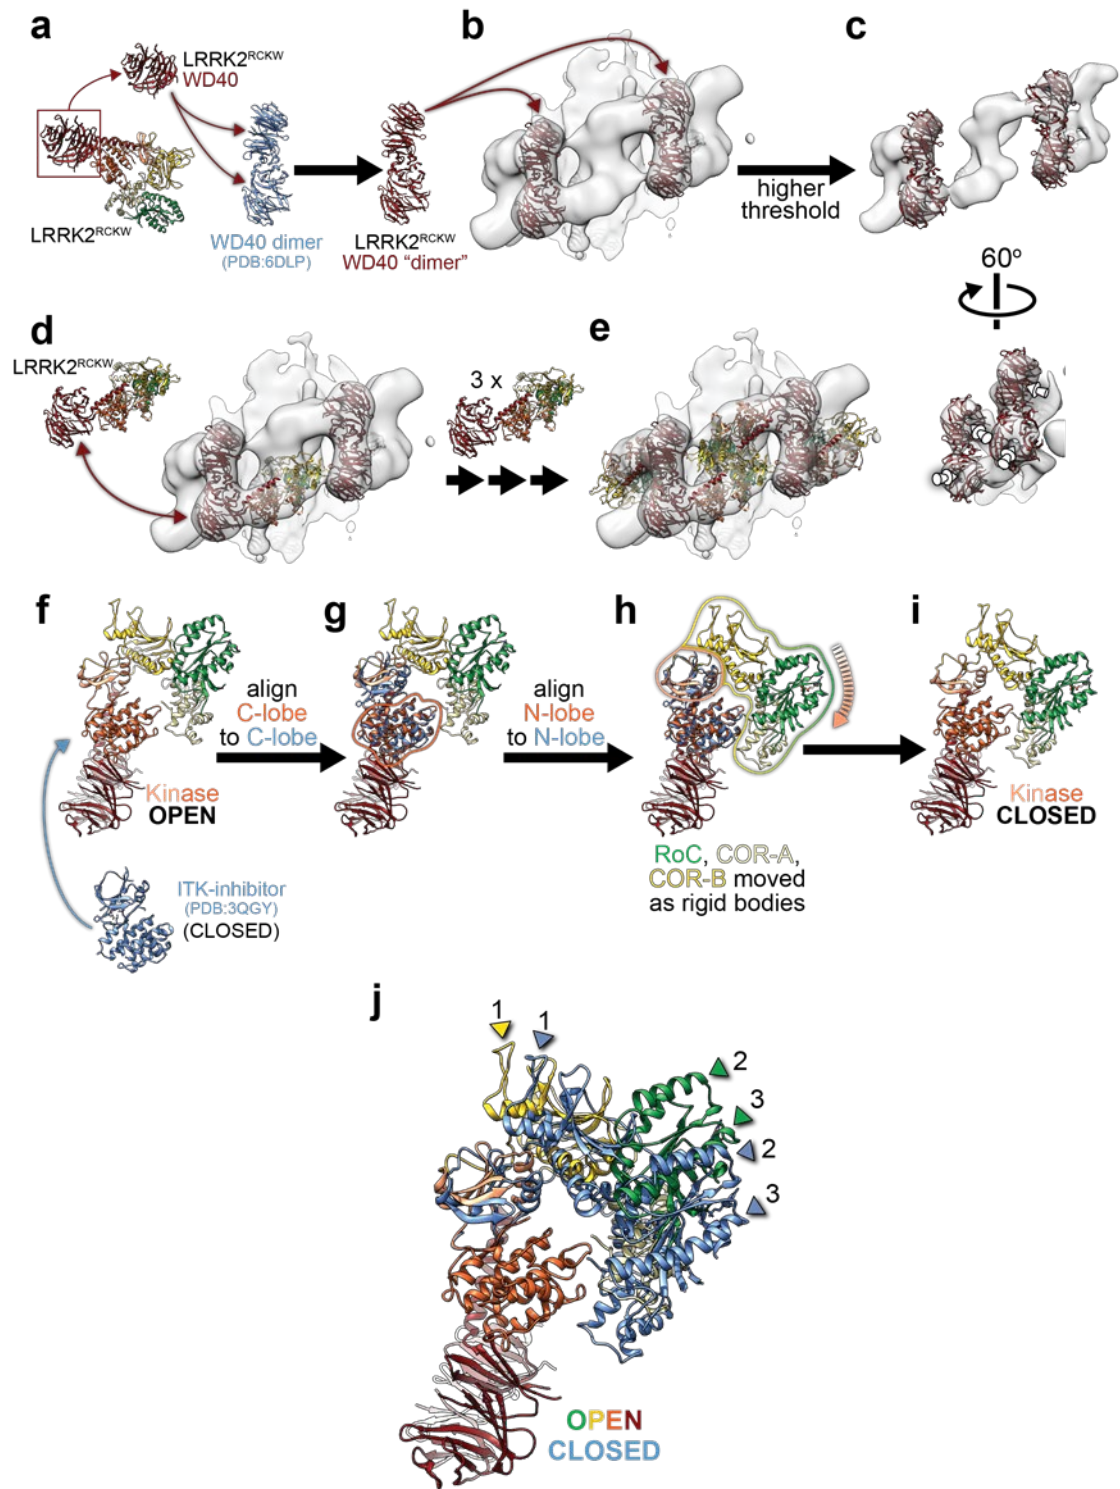 a
LRRK2RCKW
WD40
LRRK2RCKW
WD40 dimer
(PDB:6DLP)
LRRK2RCKW
WD40 “dimer”
b
higher
threshold
c
60o
d
LRRK2RCKW
3 x
e
f
Kinase
OPEN
ITK-inhibitor
(PDB:3QGY)
(CLOSED)
align
C-lobe
to C-lobe
g
align
N-lobe
to N-lobe
h
RoC, COR-A,
COR-B moved
as rigid bodies
i
Kinase
CLOSED
j
1
1
2
3
2
3
OPEN
CLOSED